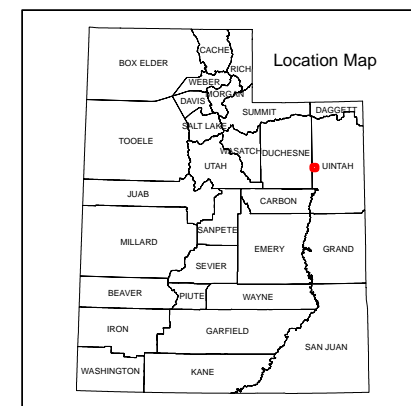 Location Map
BOX ELDER
CACHE
RICH
WEBER
MORGAN
DAVIS
SUMMIT
DAGGETT
SALT LAKE
TOOELE
WASATCH
DUCHESNE
UINTAH
UTAH
JUAB
CARBON
SANPETE
MILLARD
EMERY
GRAND
SEVIER
BEAVER
PIUTE
WAYNE
IRON
GARFIELD
SAN JUAN
WASHINGTON
KANE